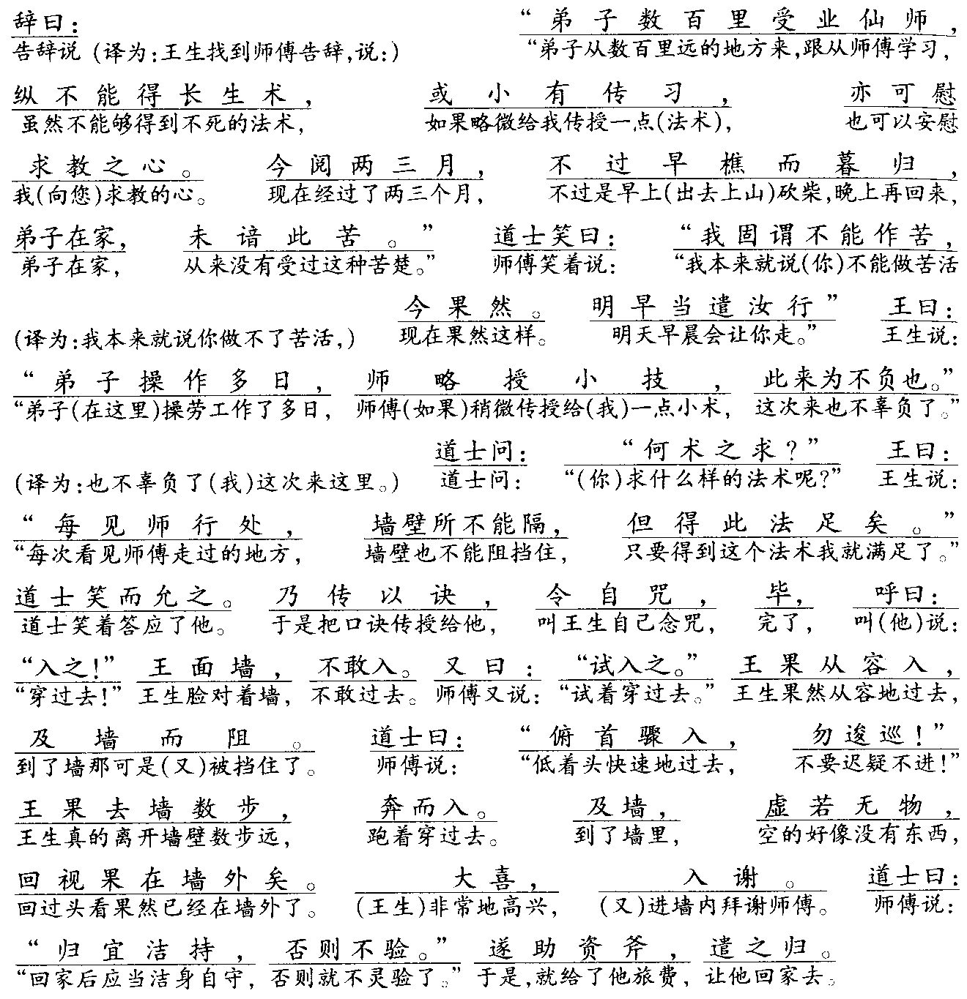 辞曰： “弟子数百里受业仙师，
告辞说（译为：王生找到师傅告辞，说：） “弟子从数百里远的地方来，跟从师傅学习，
纵不能得长生术， 或小有传习， 亦可慰
虽然不能够得到不死的法术， 如果略微给我传授一点（法术）， 也可以安慰
求教之心。 今阅两三月， 不过早樵而暮归，
我（向您）求教的心。 现在经过了两三个月， 不过是早上（出去上山）砍柴，晚上再回来，
弟子在家， 未谙此苦。” 道士笑曰： “我固谓不能作苦，
弟子在家， 从来没有受过这种苦楚。” 师傅笑着说： “我本来就说（你）不能做苦活
今果然。 明早当遣汝行” 王曰：
（译为：我本来就说你做不了苦活，） 现在果然这样。 明天早晨会让你走。” 王生说：
“弟子操作多日， 师略授小技， 此来为不负也。”
“弟子（在这里）操劳工作了多日， 师傅（如果）稍微传授给（我）一点小术， 这次来也不辜负了。”
道士问： “何术之求？” 王曰：
（译为：也不辜负了（我）这次来这里。） 道士问： “（你）求什么样的法术呢？” 王生说：
“每见师行处， 墙壁所不能隔， 但得此法足矣。”
“每次看见师傅走过的地方， 墙壁也不能阻挡住， 只要得到这个法术我就满足了。”
道士笑而允之。 乃传以诀， 令自咒， 毕， 呼曰：
道士笑着答应了他。 于是把口诀传授给他， 叫王生自己念咒， 完了， 叫（他）说：
“入之！” 王面墙， 不敢入。 又曰： “试入之。” 王果从容入，
“穿过去！” 王生脸对着墙， 不敢过去。 师傅又说： “试着穿过去。” 王生果然从容地过去，
及墙而阻。 道士曰： “俯首骤入， 勿逡巡！”
到了墙那可是（又）被挡住了。 师傅说： “低着头快速地过去， 不要迟疑不进！”
王果去墙数步， 奔而入。 及墙， 虚若无物，
王生真的离开墙壁数步远， 跑着穿过去。 到了墙里， 空的好像没有东西，
回视果在墙外矣。 大喜， 入谢。 道士曰：
回过头看果然已经在墙外了。 （王生）非常地高兴， （又）进墙内拜谢师傅。 师傅说：
“归宜洁持， 否则不验。” 遂助资斧， 遣之归。
“回家后应当洁身自守， 否则就不灵验了。” 于是，就给了他旅费， 让他回家去。